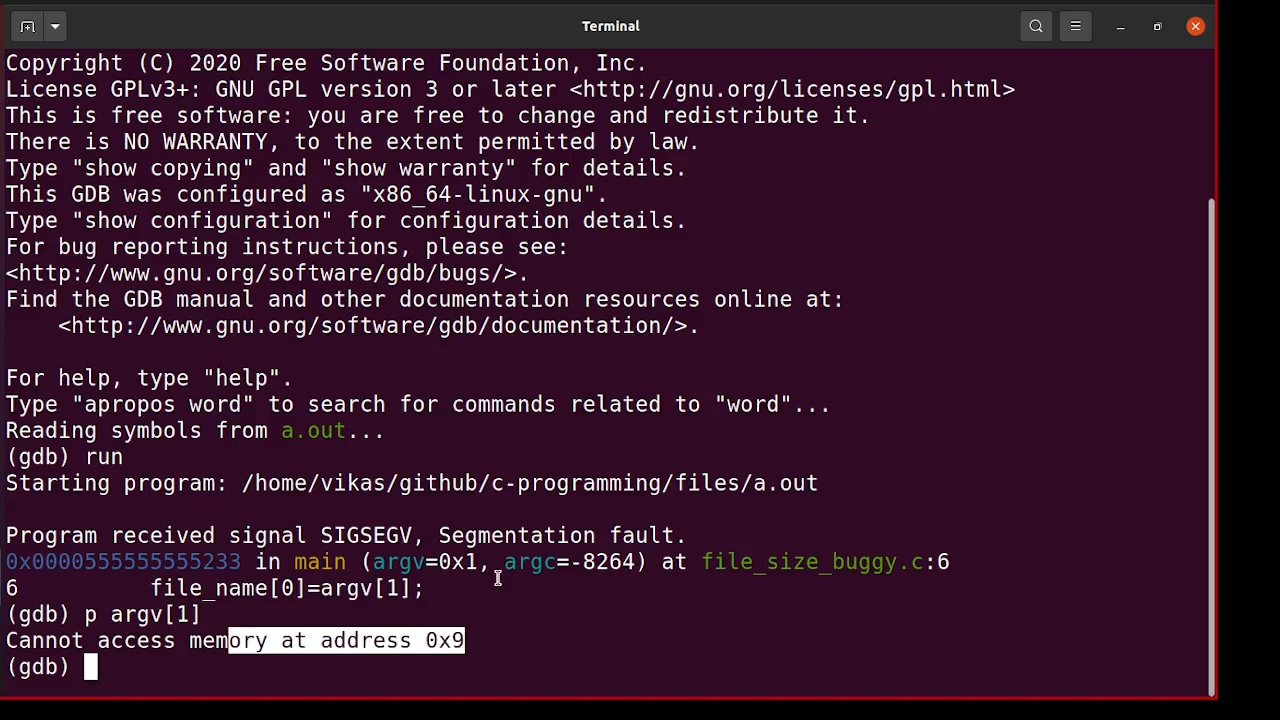 Terminal
Copyright (C) 2020 Free Software Foundation, Inc.
License GPLv3+: GNU GPL version 3 or later <http://gnu.org/licenses/gpl.html>
This is free software: you are free to change and redistribute it.
There is NO WARRANTY, to the extent permitted by law.
Type "show copying" and "show warranty" for details.
This GDB was configured as "x86_64-linux-gnu".
Type "show configuration" for configuration details.
For bug reporting instructions, please see:
<http://www.gnu.org/software/gdb/bugs/>.
Find the GDB manual and other documentation resources online at:
    <http://www.gnu.org/software/gdb/documentation/>.

For help, type "help".
Type "apropos word" to search for commands related to "word"...
Reading symbols from a.out...
(gdb) run
Starting program: /home/vikas/github/c-programming/files/a.out

Program received signal SIGSEGV, Segmentation fault.
0x0000555555555233 in main (argv=0x1, argc=-8264) at file_size_buggy.c:6
6          file_name[0]=argv[1];
(gdb) p argv[1]
Cannot access memory at address 0x9
(gdb)